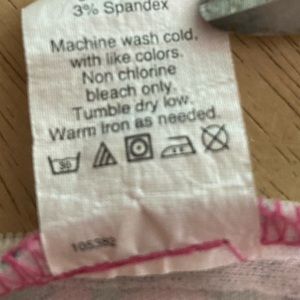 3% Spandex
Machine wash cold,
with like colors.
Non chlorine
bleach only.
Tumble dry low.
Warm iron as needed.
30
105382